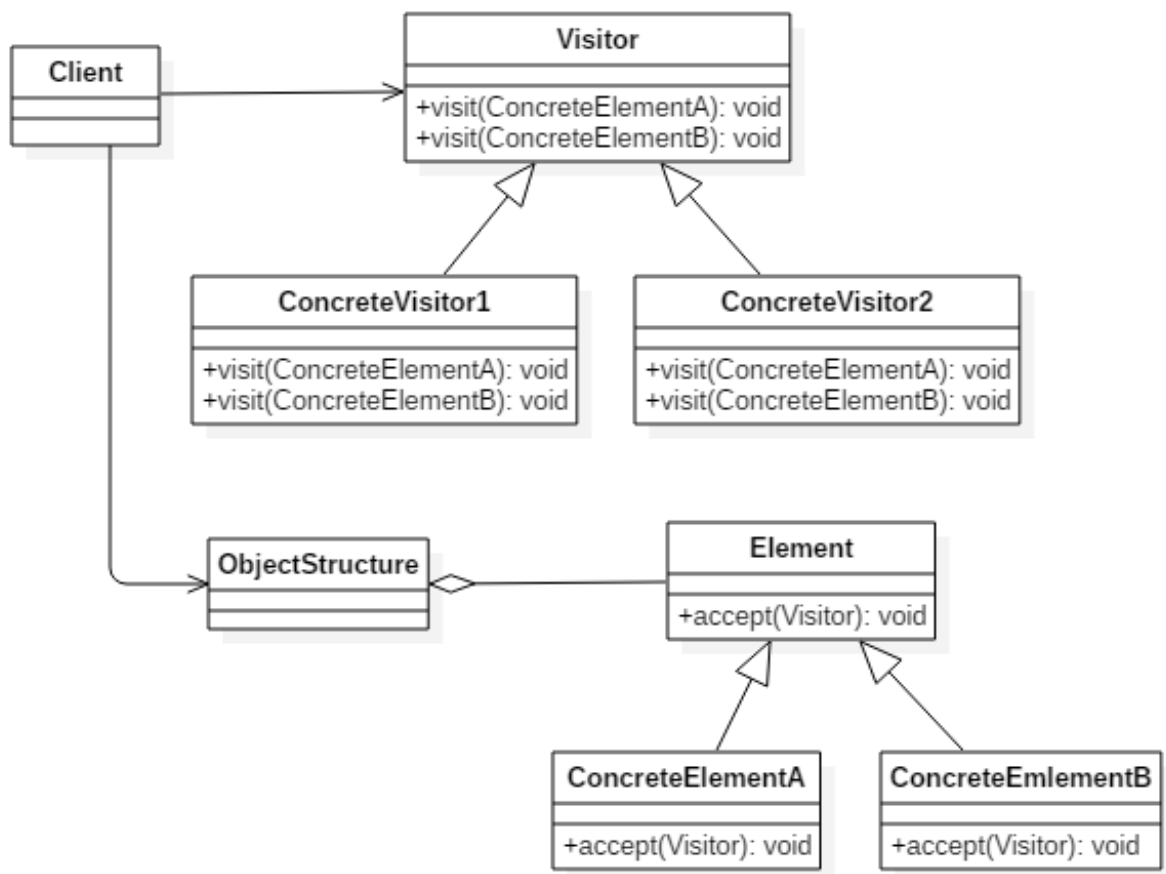 Visitor
Client
+visit(ConcreteElementA): void
+visit(ConcreteElementB): void
ConcreteVisitor1
+visit(ConcreteElementA): void
+visit(ConcreteElementB): void
ConcreteVisitor2
+visit(ConcreteElementA): void
+visit(ConcreteElementB): void
ObjectStructure
Element
+accept(Visitor): void
ConcreteElementA
+accept(Visitor): void
ConcreteEmlementB
+accept(Visitor): void